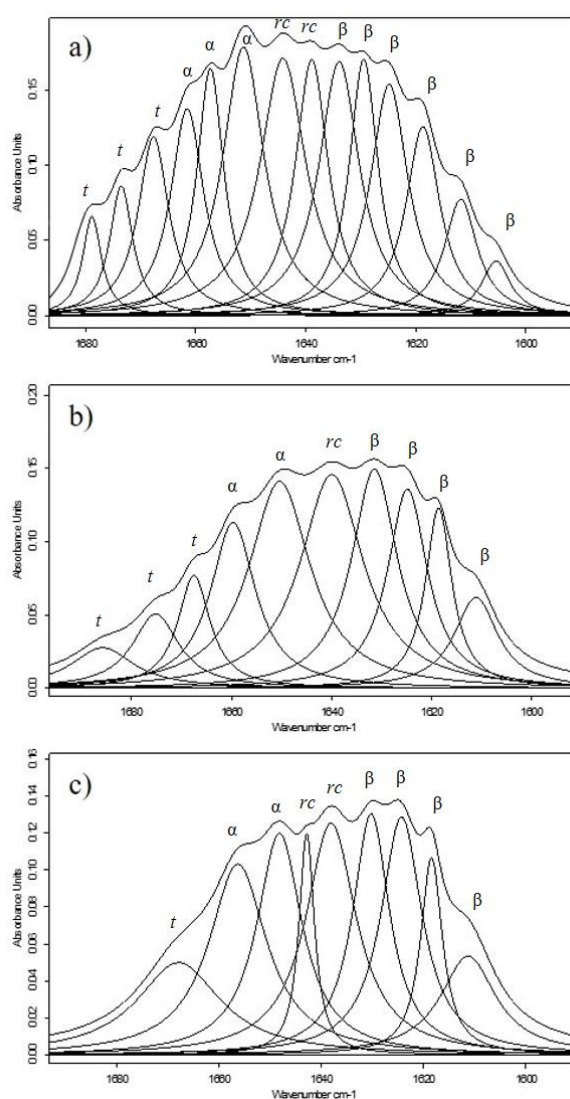 a)
t t t α α α rc rc β β β β β β
Absorbance Units
0.15
0.10
0.05
0.00
1680 1660 1640 1620 1600
Wavenumber cm-1
b)
t t t α α rc β β β β
Absorbance Units
0.20
0.15
0.10
0.05
0.00
1680 1660 1640 1620 1600
Wavenumber cm-1
c)
t α α rc rc β β β β
Absorbance Units
0.16
0.14
0.12
0.10
0.08
0.06
0.04
0.02
0.00
1680 1660 1640 1620 1600
Wavenumber cm-1